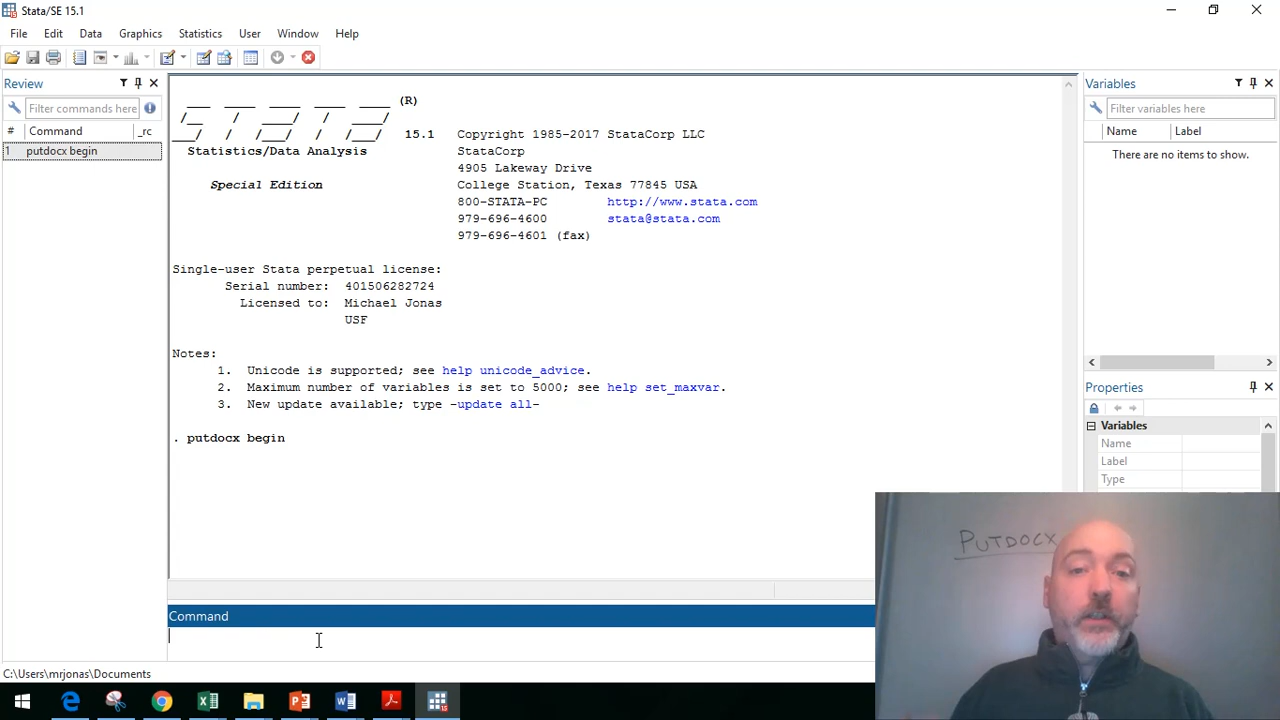 Stata/SE 15.1
File Edit Data Graphics Statistics User Window Help
Review
Filter commands here
# Command _rc
1 putdocx begin
(R)
15.1 Copyright 1985-2017 StataCorp LLC
Statistics/Data Analysis StataCorp
4905 Lakeway Drive
Special Edition College Station, Texas 77845 USA
800-STATA-PC http://www.stata.com
979-696-4600 stata@stata.com
979-696-4601 (fax)
Single-user Stata perpetual license:
Serial number: 401506282724
Licensed to: Michael Jonas
USF
Notes:
1. Unicode is supported; see help unicode_advice.
2. Maximum number of variables is set to 5000; see help set_maxvar.
3. New update available; type -update all-
. putdocx begin
Command
C:\Users\mrjonas\Documents
Variables
Filter variables here
Name Label
There are no items to show.
Properties
Variables
Name
Label
Type
PUTDOCX